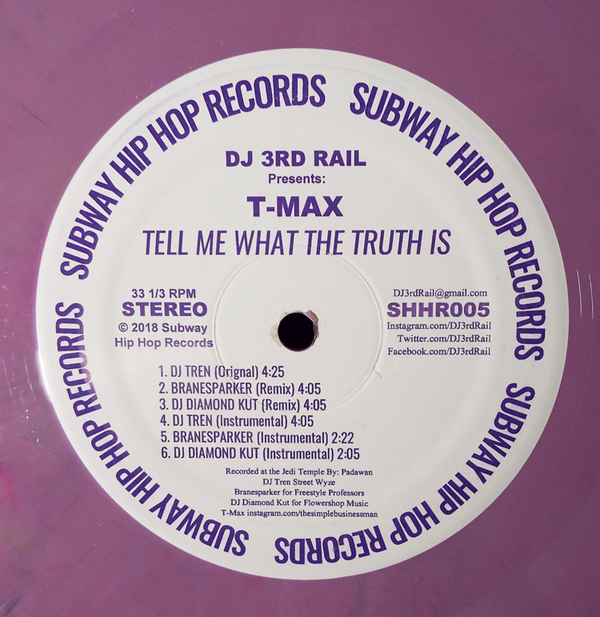 SUBWAY HIP HOP RECORDS
SUBWAY HIP HOP RECORDS
SUBWAY HIP HOP RECORDS
SUBWAY HIP HOP RECORDS
DJ 3RD RAIL
Presents:
T-MAX
TELL ME WHAT THE TRUTH IS
33 1/3 RPM
STEREO
© 2018 Subway
Hip Hop Records
DJ3rdRail@gmail.com
SHHR005
Instagram.com/DJ3rdRail
Twitter.com/DJ3rdRail
Facebook.com/DJ3rdRail
1. DJ TREN (Orignal) 4:25
2. BRANESPARKER (Remix) 4:05
3. DJ DIAMOND KUT (Remix) 4:05
4. DJ TREN (Instrumental) 4:05
5. BRANESPARKER (Instrumental) 2:22
6. DJ DIAMOND KUT (Instrumental) 2:05
Recorded at the Jedi Temple By: Padawan
DJ Tren Street Wyze
Branesparker for Freestyle Professors
DJ Diamond Kut for Flowershop Music
T-Max instagram.com/thesimplebusinessman